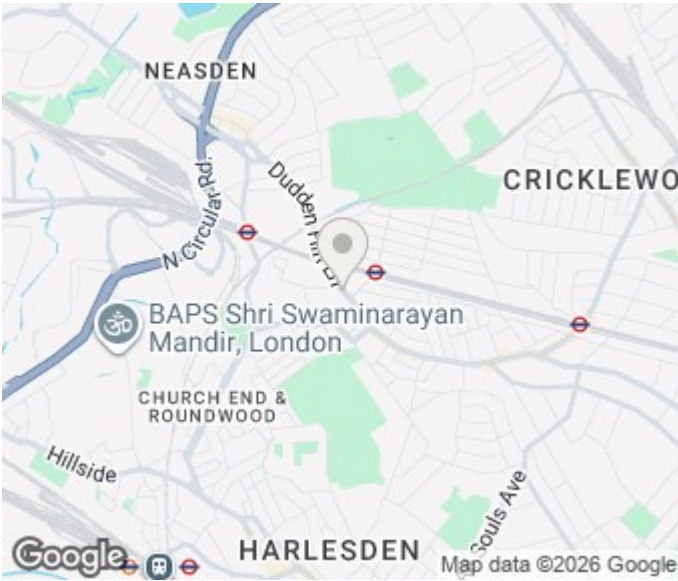 NEASDEN
CRICKLEWO
Dudden Hill Ln
N Circular Rd.
BAPS Shri Swaminarayan
Mandir, London
CHURCH END &
ROUNDWOOD
Hillside
Souls Ave
HARLESDEN
Google
Map data ©2026 Google